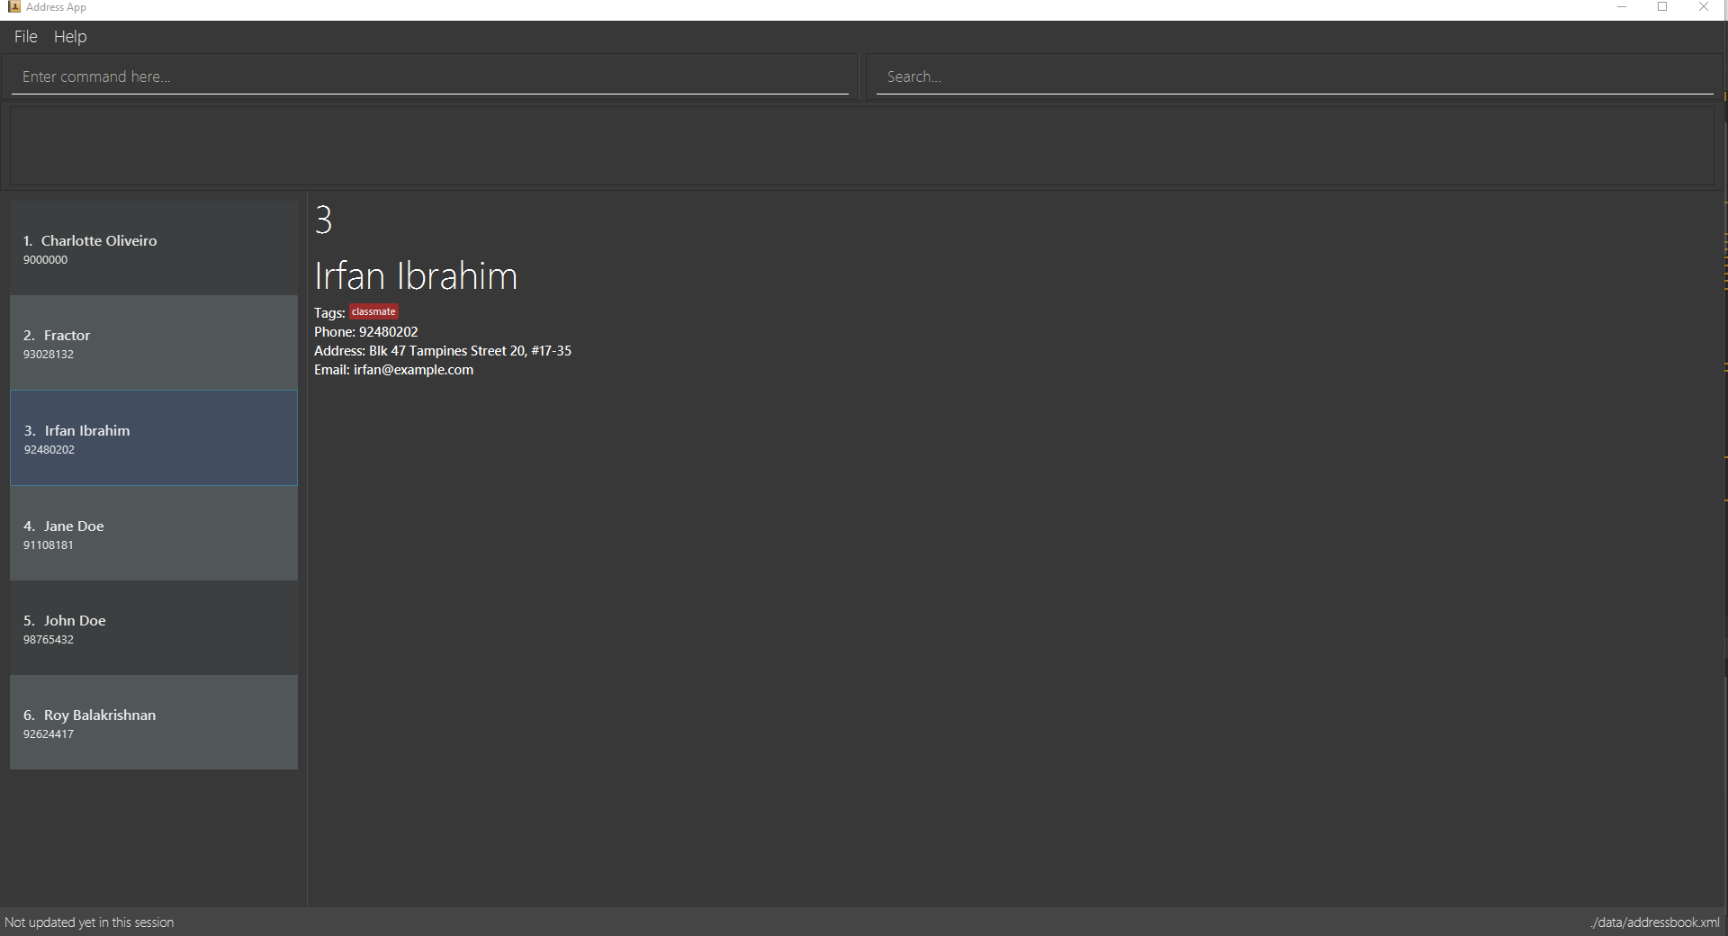 Address App
File Help
Enter command here...
Search...
1. Charlotte Oliveiro
9000000
2. Fractor
93028132
3. Irfan Ibrahim
92480202
4. Jane Doe
91108181
5. John Doe
98765432
6. Roy Balakrishnan
92624417
3
Irfan Ibrahim
Tags: classmate
Phone: 92480202
Address: Blk 47 Tampines Street 20, #17-35
Email: irfan@example.com
Not updated yet in this session
./data/addressbook.xml